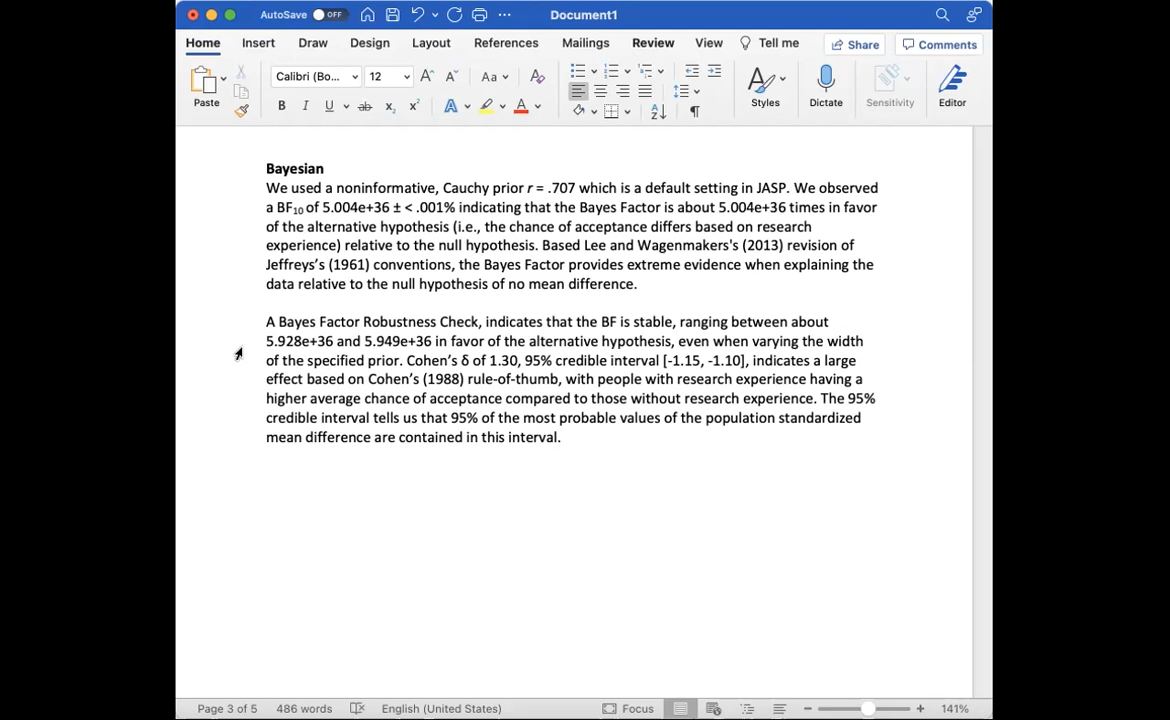 AutoSave OFF Document1
Home Insert Draw Design Layout References Mailings Review View Tell me Share Comments
Calibri (Bo... 12 Aa
Paste B I U ab x₂ x² A A ¶ Styles Dictate Sensitivity Editor
Bayesian
We used a noninformative, Cauchy prior r = .707 which is a default setting in JASP. We observed
a BF₁₀ of 5.004e+36 ± < .001% indicating that the Bayes Factor is about 5.004e+36 times in favor
of the alternative hypothesis (i.e., the chance of acceptance differs based on research
experience) relative to the null hypothesis. Based Lee and Wagenmakers's (2013) revision of
Jeffreys's (1961) conventions, the Bayes Factor provides extreme evidence when explaining the
data relative to the null hypothesis of no mean difference.
A Bayes Factor Robustness Check, indicates that the BF is stable, ranging between about
5.928e+36 and 5.949e+36 in favor of the alternative hypothesis, even when varying the width
of the specified prior. Cohen's δ of 1.30, 95% credible interval [-1.15, -1.10], indicates a large
effect based on Cohen's (1988) rule-of-thumb, with people with research experience having a
higher average chance of acceptance compared to those without research experience. The 95%
credible interval tells us that 95% of the most probable values of the population standardized
mean difference are contained in this interval.
Page 3 of 5 486 words English (United States) Focus 141%